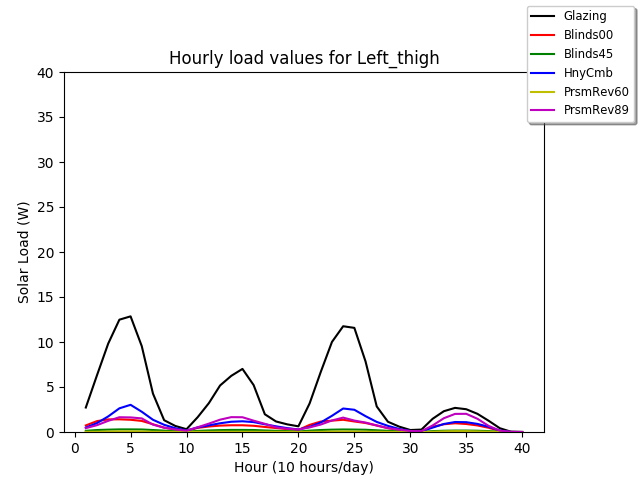 Glazing
Blinds00
Blinds45
HnyCmb
PrsmRev60
PrsmRev89
Hourly load values for Left_thigh
40
35
30
25
20
15
10
5
0
Solar Load (W)
0 5 10 15 20 25 30 35 40
Hour (10 hours/day)